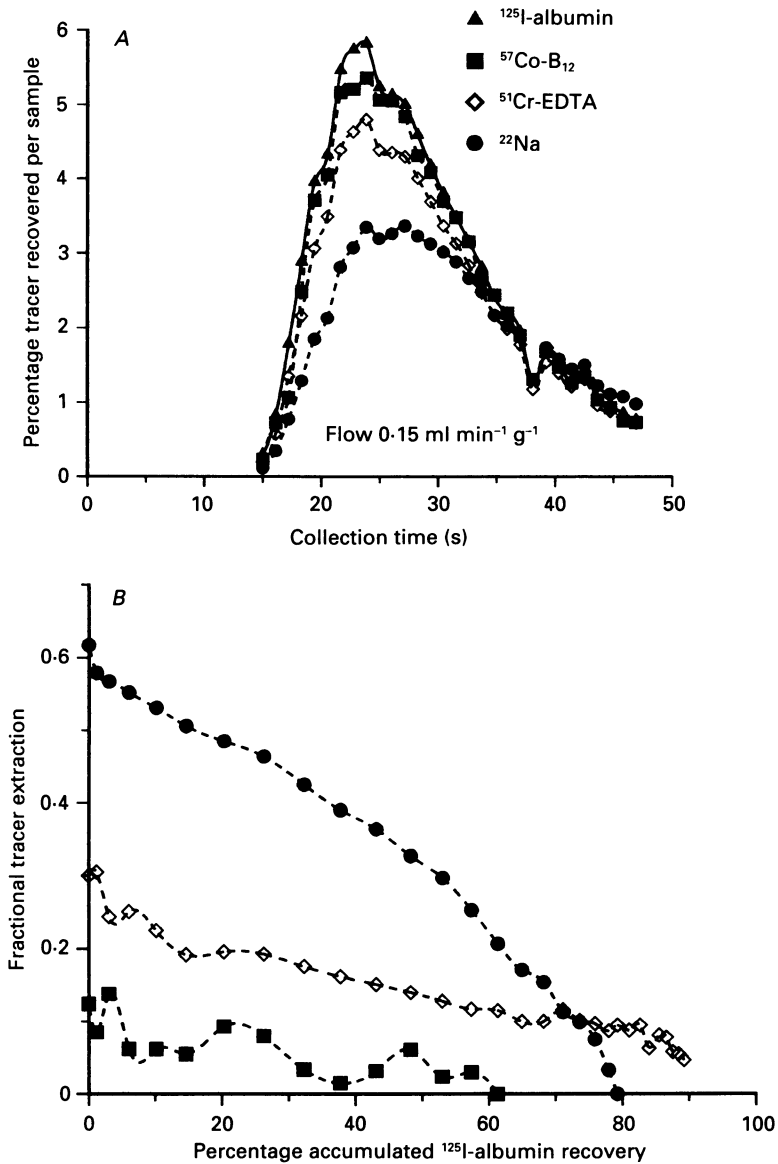 A
¹²⁵I-albumin
⁵⁷Co-B₁₂
⁵¹Cr-EDTA
²²Na
Percentage tracer recovered per sample
6
5
4
3
2
1
0
Flow 0·15 ml min⁻¹ g⁻¹
0 10 20 30 40 50
Collection time (s)
B
Fractional tracer extraction
0·6
0·4
0·2
0
0 20 40 60 80 100
Percentage accumulated ¹²⁵I-albumin recovery